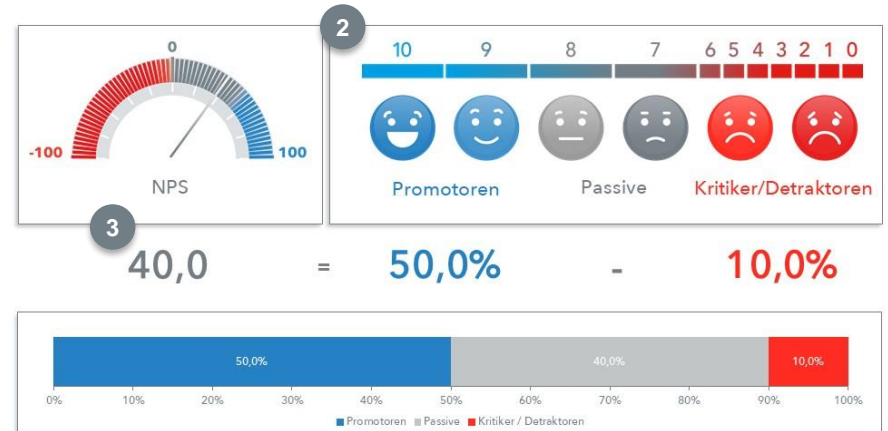 2
0
-100
100
NPS
10 9 8 7 6 5 4 3 2 1 0
Promotoren Passive Kritiker/Detraktoren
3
40,0 = 50,0% - 10,0%
50,0% 40,0% 10,0%
0% 10% 20% 30% 40% 50% 60% 70% 80% 90% 100%
Promotoren Passive Kritiker / Detraktoren